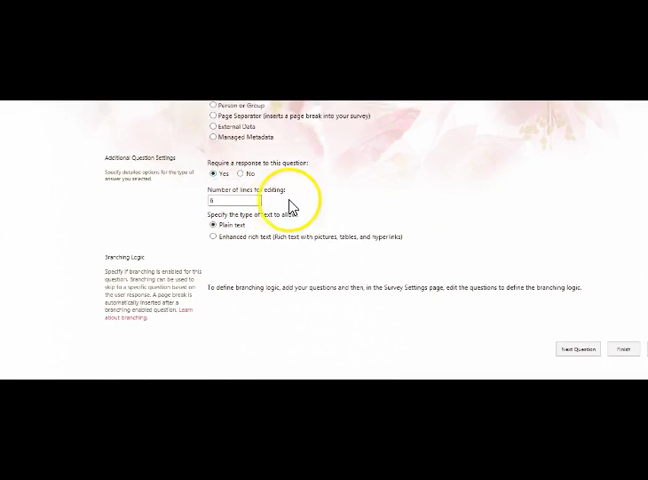 Person or Group
Page Separator (inserts a page break into your survey)
External Data
Managed Metadata
Additional Question Settings
Specify detailed options for the type of
answer you selected.
Require a response to this question:
Yes No
Number of lines for editing:
6
Specify the type of text to allow:
Plain text
Enhanced rich text (Rich text with pictures, tables, and hyperlinks)
Branching Logic
Specify if branching is enabled for this
question. Branching can be used to
skip to a specific question based on
the user response. A page break is
automatically inserted after a
branching enabled question. Learn
about branching.
To define branching logic, add your questions and then, in the Survey Settings page, edit the questions to define the branching logic.
Next Question Finish